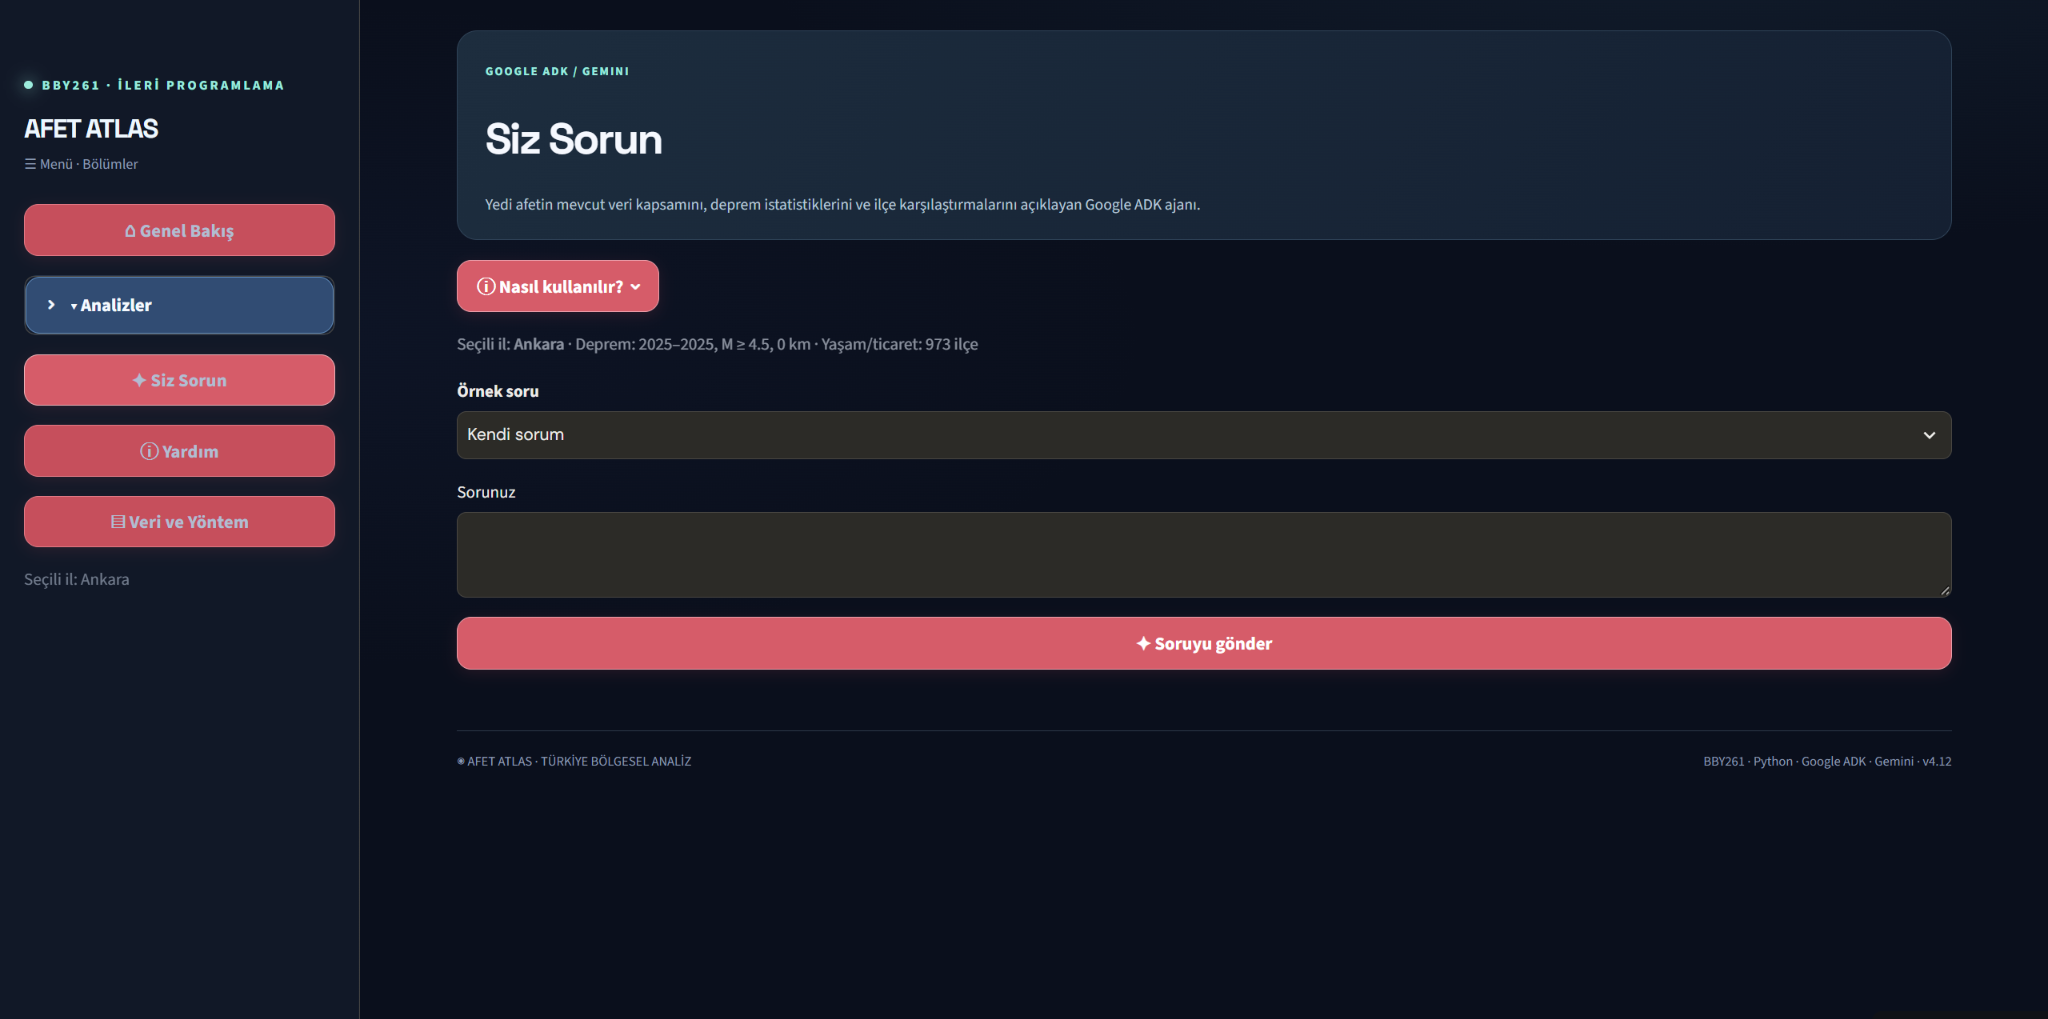 BBY261 · İLERİ PROGRAMLAMA
AFET ATLAS
☰ Menü · Bölümler
⌂ Genel Bakış
▾ Analizler
✦ Siz Sorun
ⓘ Yardım
▤ Veri ve Yöntem
Seçili il: Ankara
GOOGLE ADK / GEMINI
Siz Sorun
Yedi afetin mevcut veri kapsamını, deprem istatistiklerini ve ilçe karşılaştırmalarını açıklayan Google ADK ajanı.
ⓘ Nasıl kullanılır?
Seçili il: Ankara · Deprem: 2025–2025, M ≥ 4.5, 0 km · Yaşam/ticaret: 973 ilçe
Örnek soru
Kendi sorum
Sorunuz
✦ Soruyu gönder
◉ AFET ATLAS · TÜRKİYE BÖLGESEL ANALİZ
BBY261 · Python · Google ADK · Gemini · v4.12